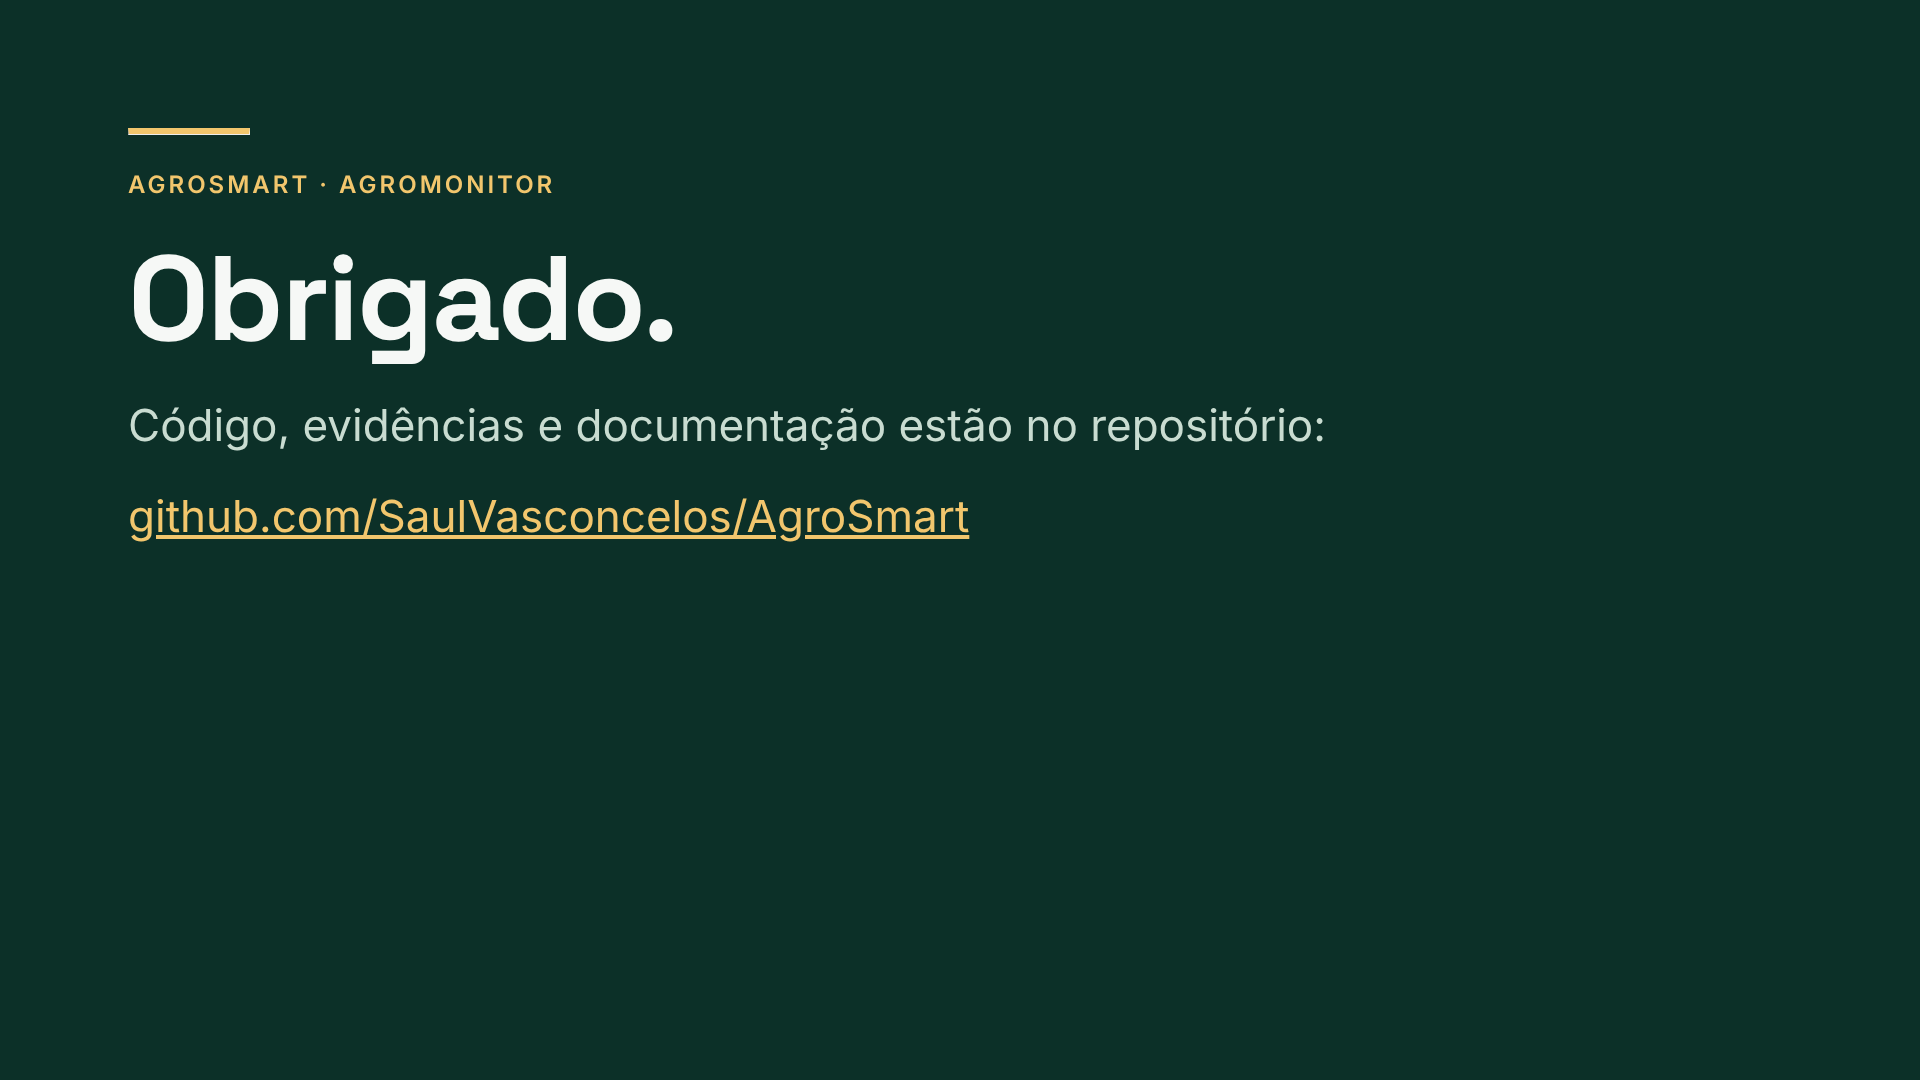 AGROSMART · AGROMONITOR
Obrigado.
Código, evidências e documentação estão no repositório:
github.com/SaulVasconcelos/AgroSmart